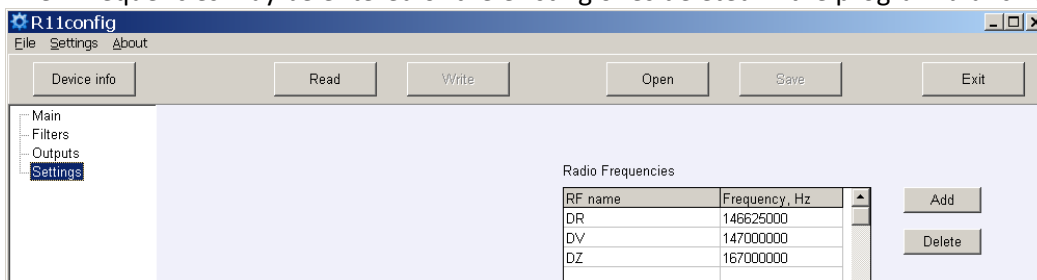 R11config
File Settings About
Device info Read Write Open Save Exit
Main
Filters
Outputs
Settings
Radio Frequencies
RF name Frequency, Hz
DR 146625000
DV 147000000
DZ 167000000
Add
Delete